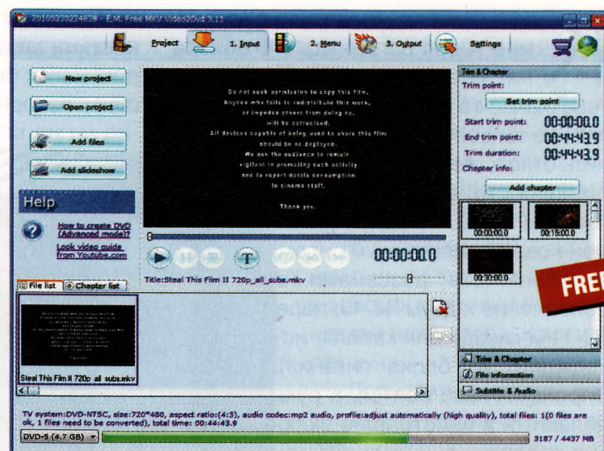 20160330224838 - E.M. Free MKV Video2Dvd 3.11
Project 1. Input 2. Menu 3. Output Settings
New project
Open project
Add files
Add slideshow
Help
How to create DVD
(Advanced mode)?
Look video guide
from Youtube.com
Do not seek permission to copy this film.
Anyone who fails to redistribute this work,
or impedes others from doing so,
will be ostracised.
All devices capable of being used to share this film
should be so deployed.
We ask the audience to remain
vigilant in promoting such activity
and to report docile consumption
to cinema staff.
Thank you.
T
00:00:00.0
Title:Steal This Film II 720p_all_subs.mkv
Trim & Chapter
Trim point:
Set trim point
Start trim point: 00:00:00.0
End trim point: 00:44:43.9
Trim duration: 00:44:43.9
Chapter info:
Add chapter
00:00:00.0 00:15:00.0
00:30:00.0
FREE
Trim & Chapter
File information
Subtitle & Audio
File list Chapter list
Steal This Film II 720p_all_subs.mkv
TV system:DVD-NTSC, size:720*480, aspect ratio:(4:3), audio codec:mp2 audio, profile:adjust automatically (high quality), total files: 1(0 files are
ok, 1 files need to be converted), total time: 00:44:43.9
DVD-5 (4.7 GB) 3187 / 4437 MB